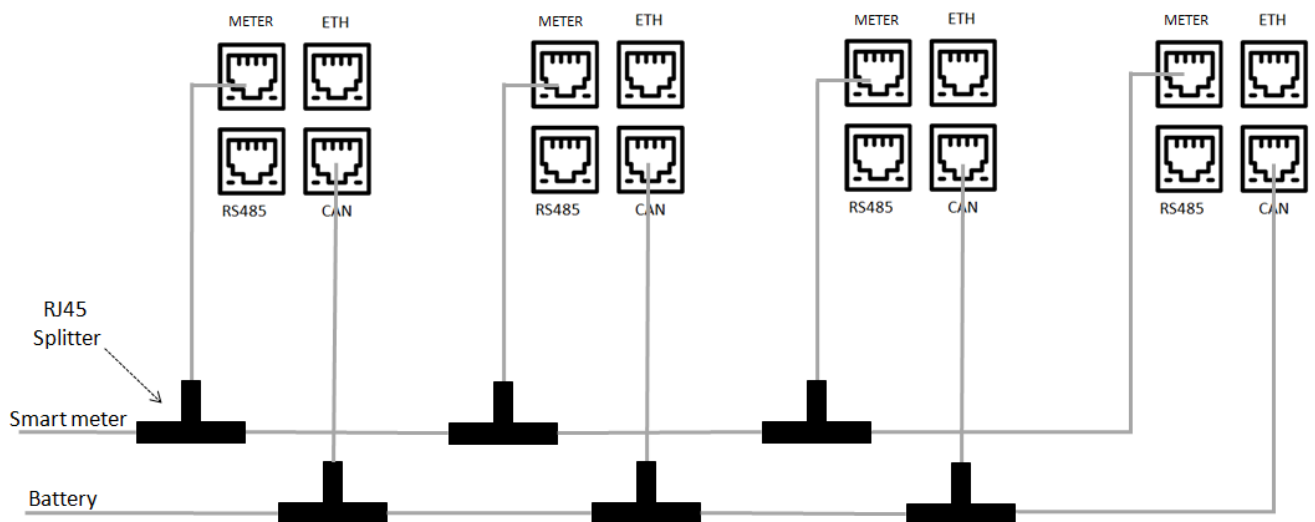 METER ETH METER ETH METER ETH METER ETH
RS485 CAN RS485 CAN RS485 CAN RS485 CAN
RJ45
Splitter
Smart meter
Battery